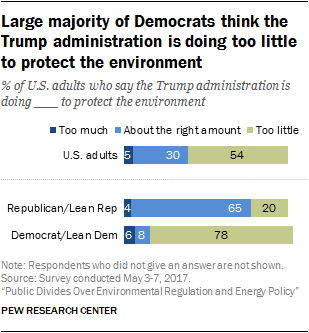 Large majority of Democrats think the
Trump administration is doing too little
to protect the environment
% of U.S. adults who say the Trump administration is
doing ___ to protect the environment
Too much About the right amount Too little
U.S. adults 5 30 54
Republican/Lean Rep 4 65 20
Democrat/Lean Dem 6 8 78
Note: Respondents who did not give an answer are not shown.
Source: Survey conducted May 3-7, 2017.
“Public Divides Over Environmental Regulation and Energy Policy”
PEW RESEARCH CENTER